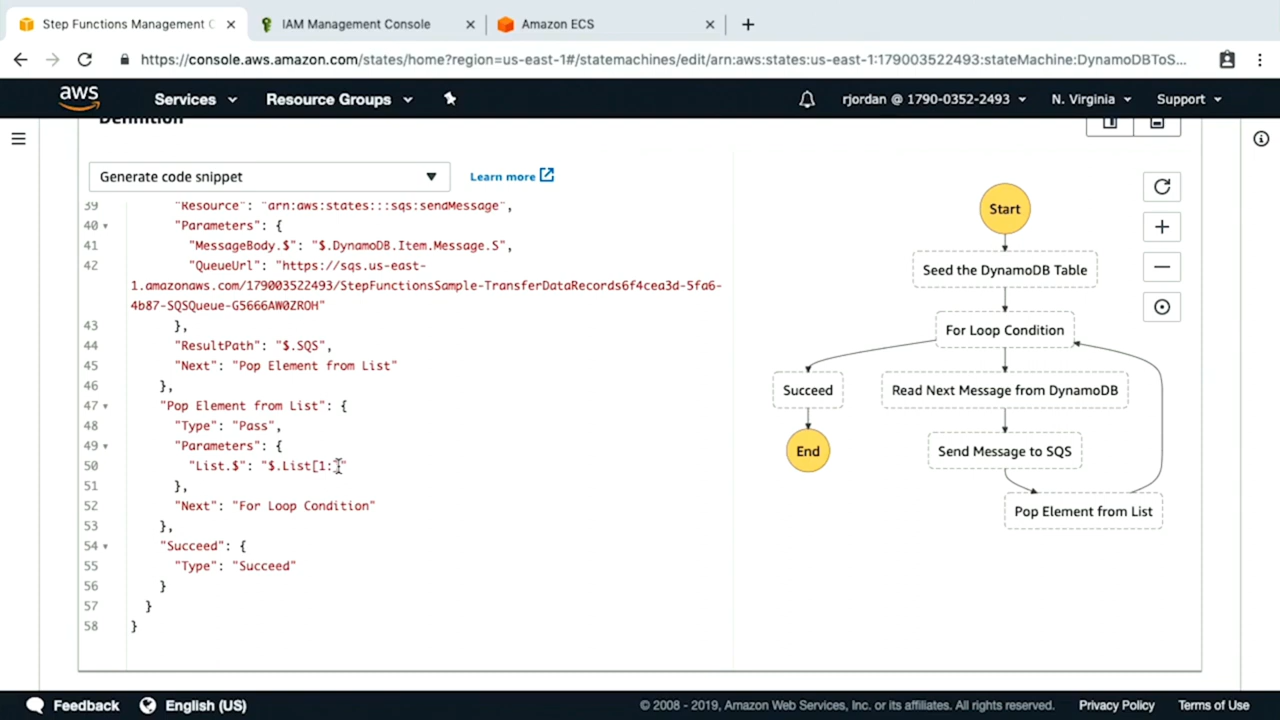 Step Functions Management C
IAM Management Console
Amazon ECS
https://console.aws.amazon.com/states/home?region=us-east-1#/statemachines/edit/arn:aws:states:us-east-1:179003522493:stateMachine:DynamoDBToS...
aws
Services
Resource Groups
rjordan @ 1790-0352-2493
N. Virginia
Support
Definition
Generate code snippet
Learn more
39 "Resource": "arn:aws:states:::sqs:sendMessage",
40 "Parameters": {
41 "MessageBody.$": "$.DynamoDB.Item.Message.S",
42 "QueueUrl": "https://sqs.us-east-
1.amazonaws.com/179003522493/StepFunctionsSample-TransferDataRecords6f4cea3d-5fa6-
4b87-SQSQueue-G5666AW0ZROH"
43 },
44 "ResultPath": "$.SQS",
45 "Next": "Pop Element from List"
46 },
47 "Pop Element from List": {
48 "Type": "Pass",
49 "Parameters": {
50 "List.$": "$.List[1:]"
51 },
52 "Next": "For Loop Condition"
53 },
54 "Succeed": {
55 "Type": "Succeed"
56 }
57 }
58 }
Start
Seed the DynamoDB Table
For Loop Condition
Succeed
Read Next Message from DynamoDB
End
Send Message to SQS
Pop Element from List
Feedback
English (US)
© 2008 - 2019, Amazon Web Services, Inc. or its affiliates. All rights reserved.
Privacy Policy
Terms of Use